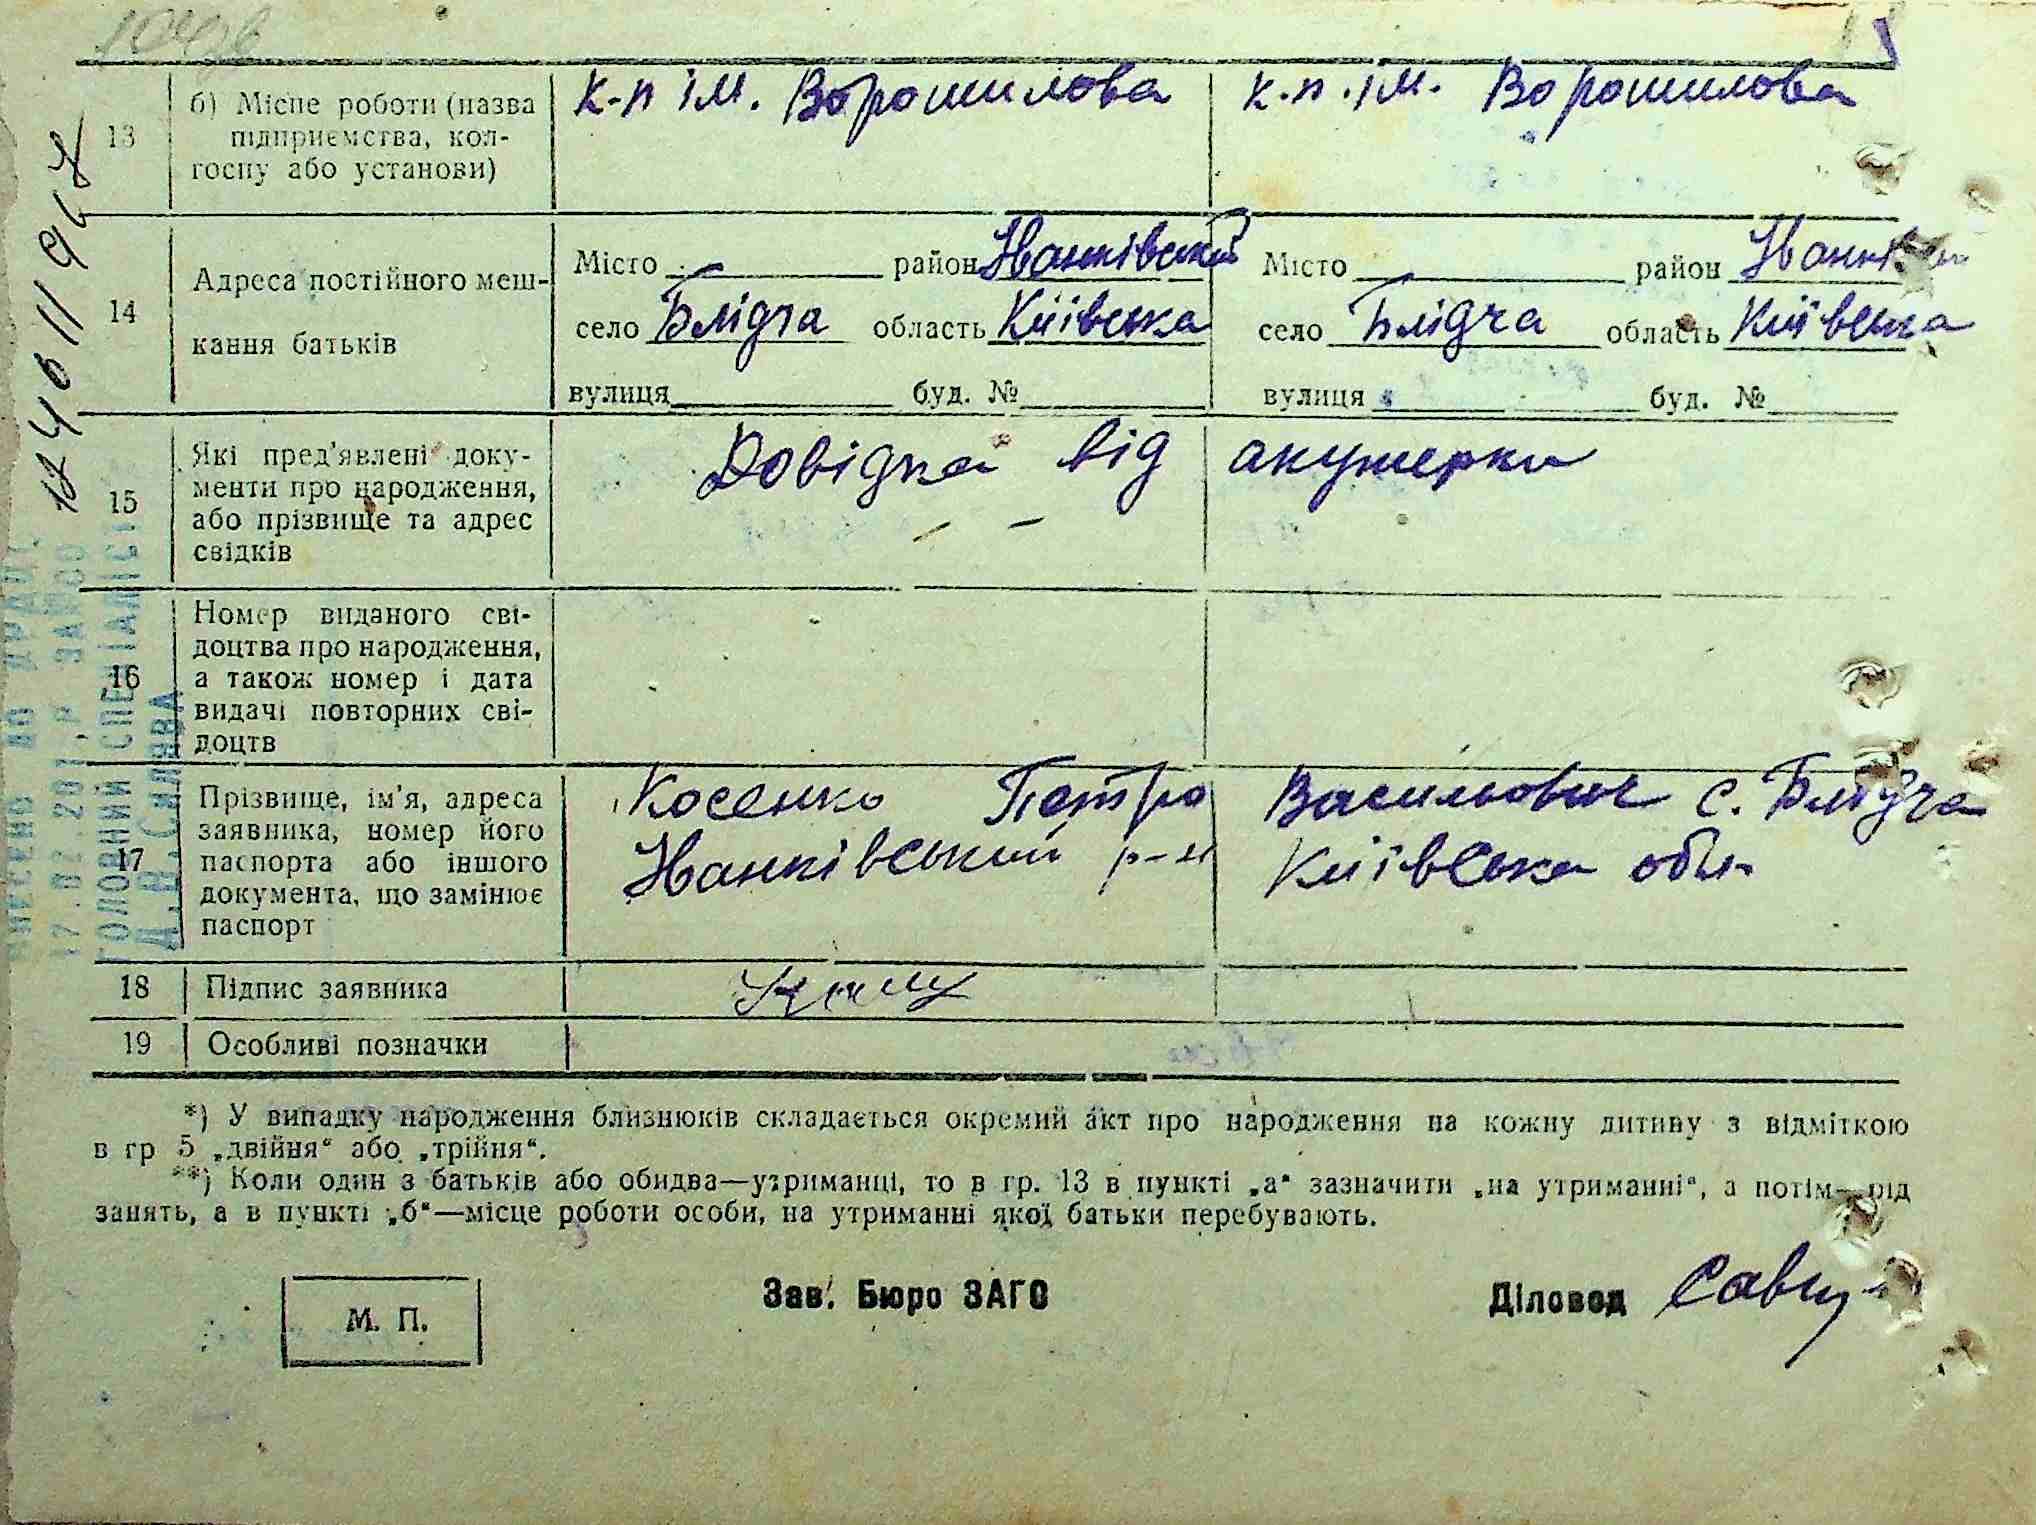 13 б) Місце роботи (назва підприємства, колгоспу або установи) к-п ім. Ворошилова к.п. ім. Ворошилова
14 Адреса постійного мешкання батьків
Місто район Іванківський Місто район
село Блідча область Київська село Блідча область Київська
вулиця буд. № вулиця буд. №
15 Які пред'явлені документи про народження, або прізвище та адрес свідків Довідка від акушерки
16 Номер виданого свідоцтва про народження, а також номер і дата видачі повторних свідоцтв
17 Прізвище, ім'я, адреса заявника, номер його паспорта або іншого документа, що замінює паспорт
Косенко Петро Васильович с. Блідча
Іванківський р-н Київська обл.
18 Підпис заявника
19 Особливі позначки
*) У випадку народження близнюків складається окремий акт про народження на кожну дитину з відміткою
в гр 5 „двійня“ або „трійня“.
**) Коли один з батьків або обидва—утриманці, то в гр. 13 в пункті „а“ зазначити „на утриманні“, а потім—рід
занять, а в пункті „б“—місце роботи особи, на утриманні якої батьки перебувають.
М. П.
Зав. Бюро ЗАГС
Діловод
ГОЛОВНИЙ СПЕЦІАЛІСТ